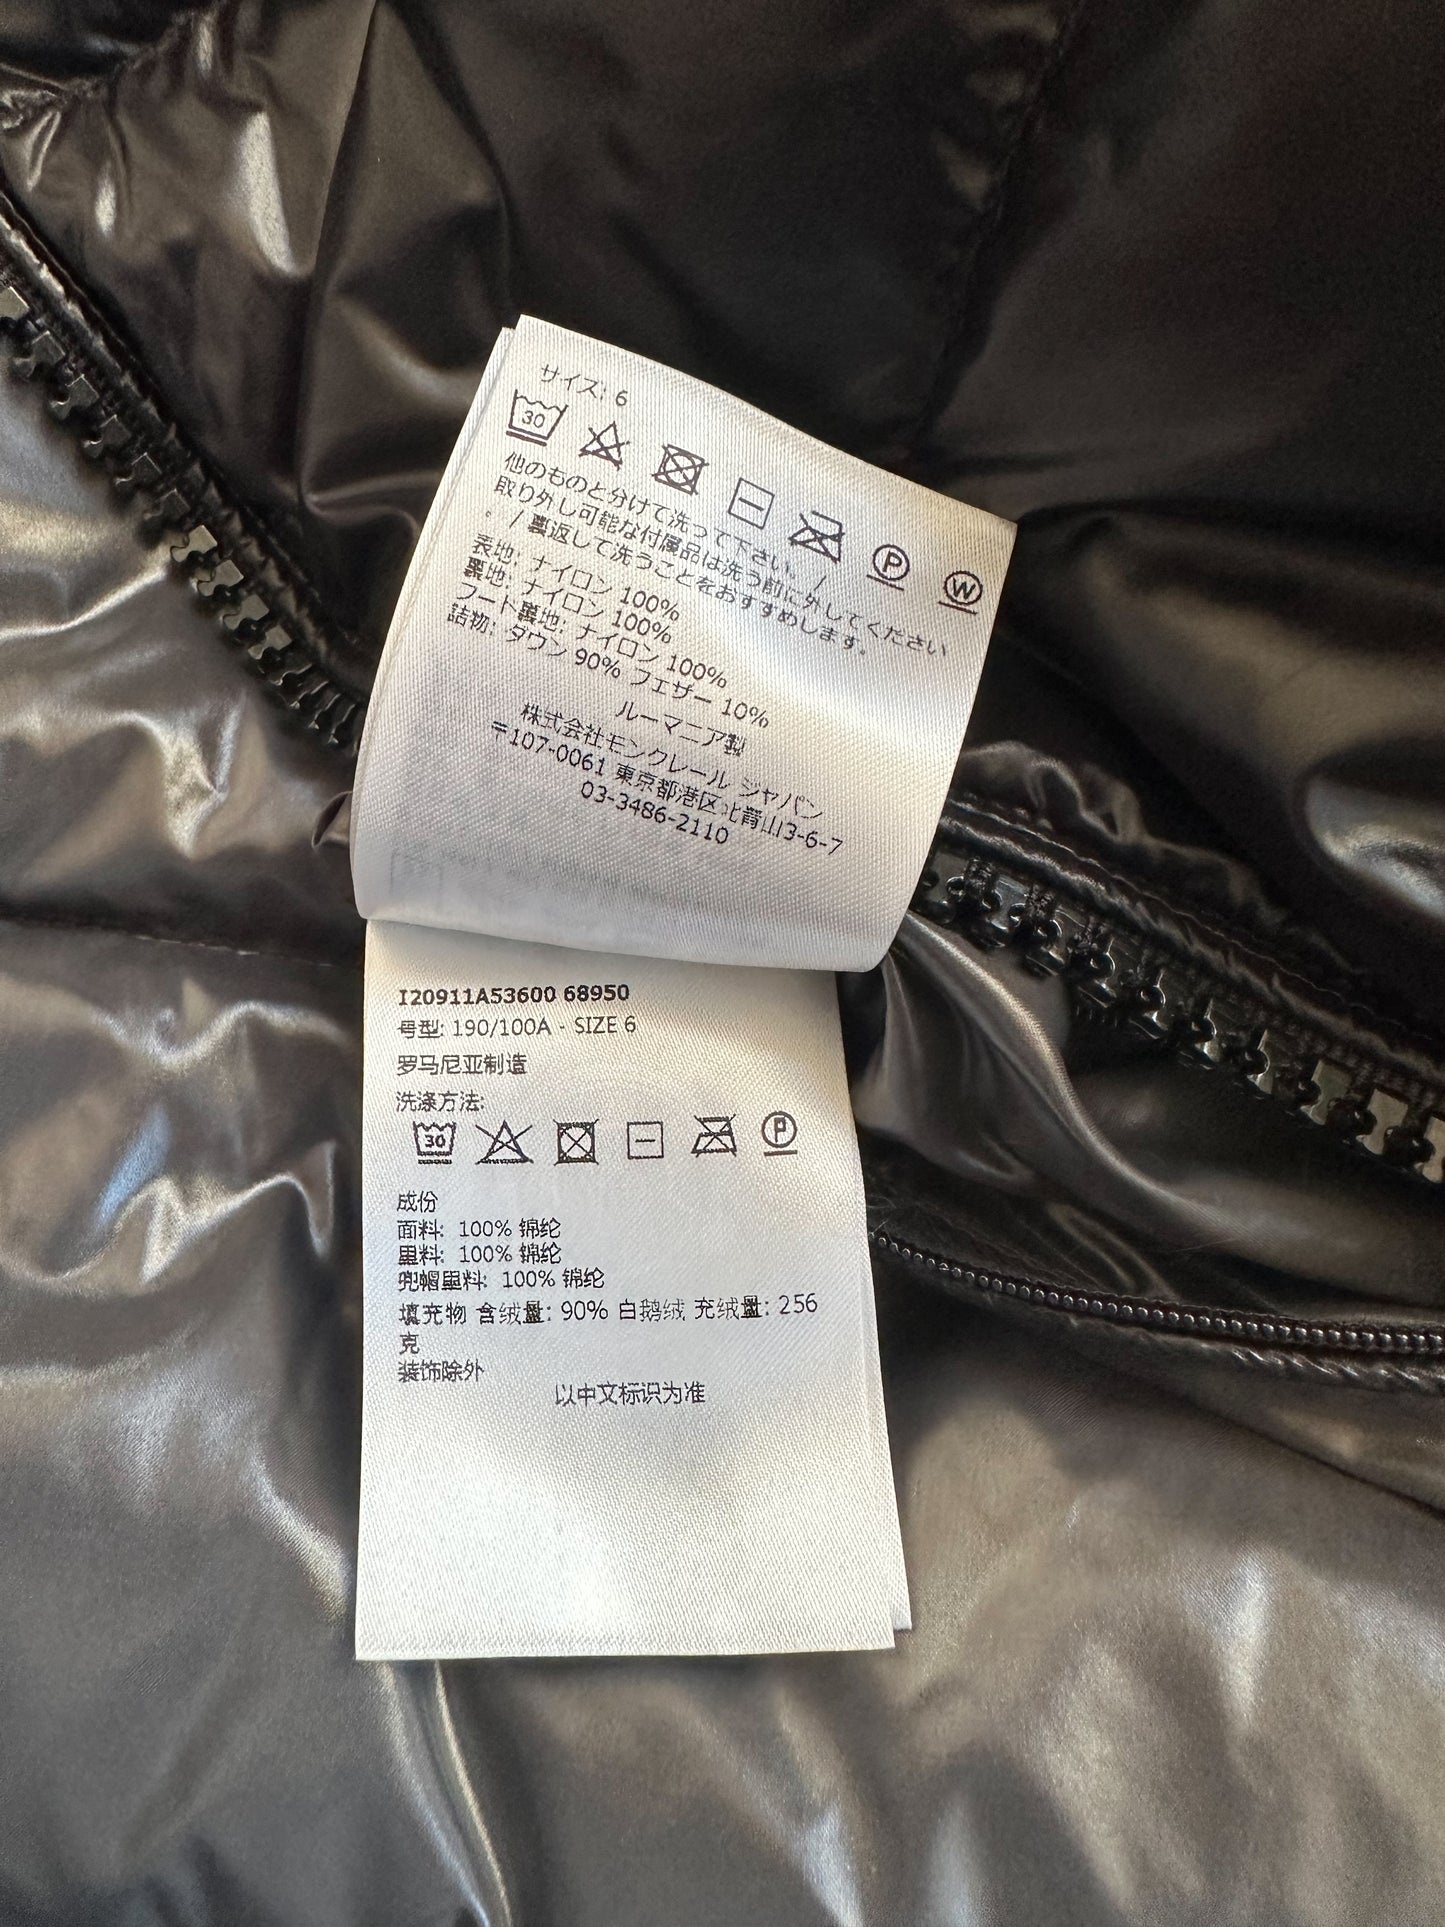 サイズ: 6
30
P W
他のものと分けて洗って下さい。 /
取り外し可能な付属品は洗う前に外してください
。 / 裏返して洗うことをおすすめします。
表地: ナイロン 100%
裏地: ナイロン 100%
フード裏地: ナイロン 100%
詰物: ダウン 90% フェザー 10%
ルーマニア製
株式会社モンクレール ジャパン
〒107-0061 東京都港区北青山3-6-7
03-3486-2110
I20911A53600 68950
号型: 190/100A - SIZE 6
罗马尼亚制造
洗涤方法:
30 P
成份
面料: 100% 锦纶
里料: 100% 锦纶
兜帽里料: 100% 锦纶
填充物 含绒量: 90% 白鹅绒 充绒量: 256
克
装饰除外
以中文标识为准